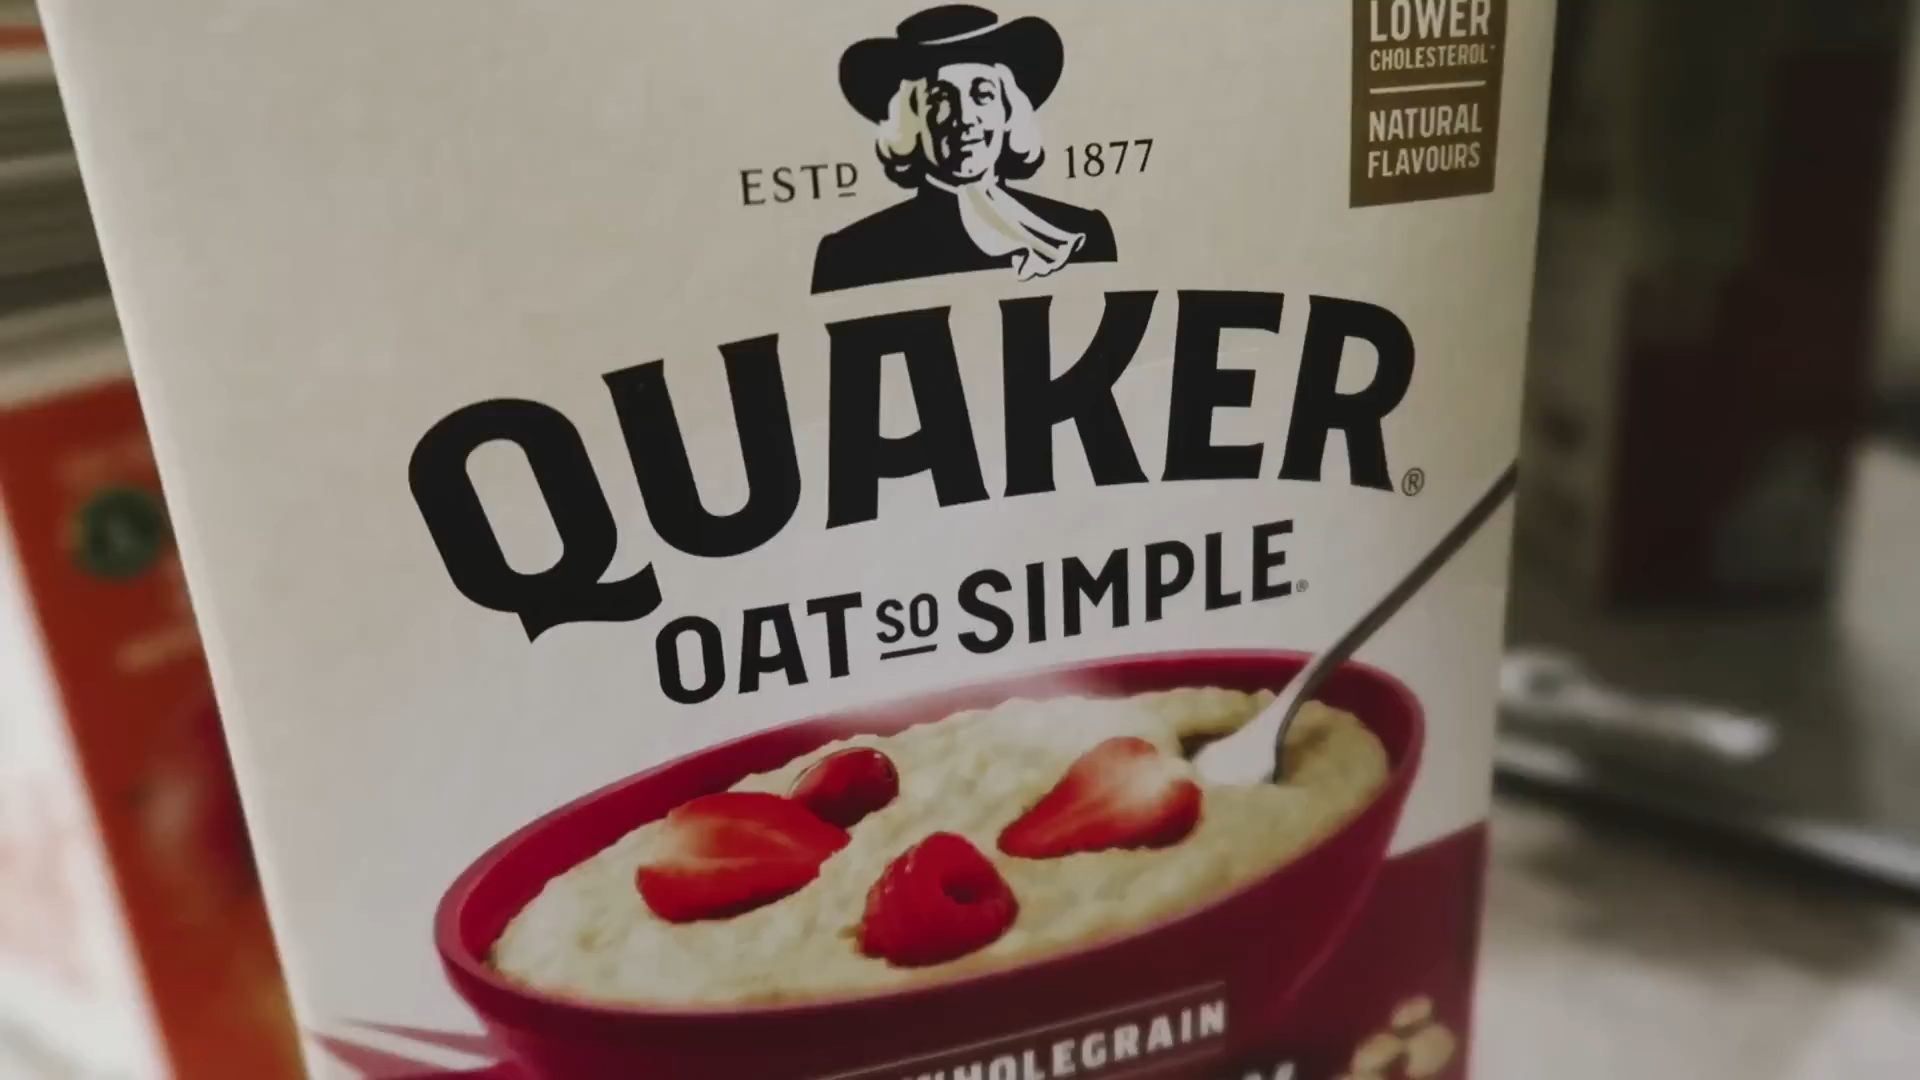 LOWER
CHOLESTEROL*
NATURAL
FLAVOURS
ESTD 1877
QUAKER®
OAT SO SIMPLE®
WHOLEGRAIN